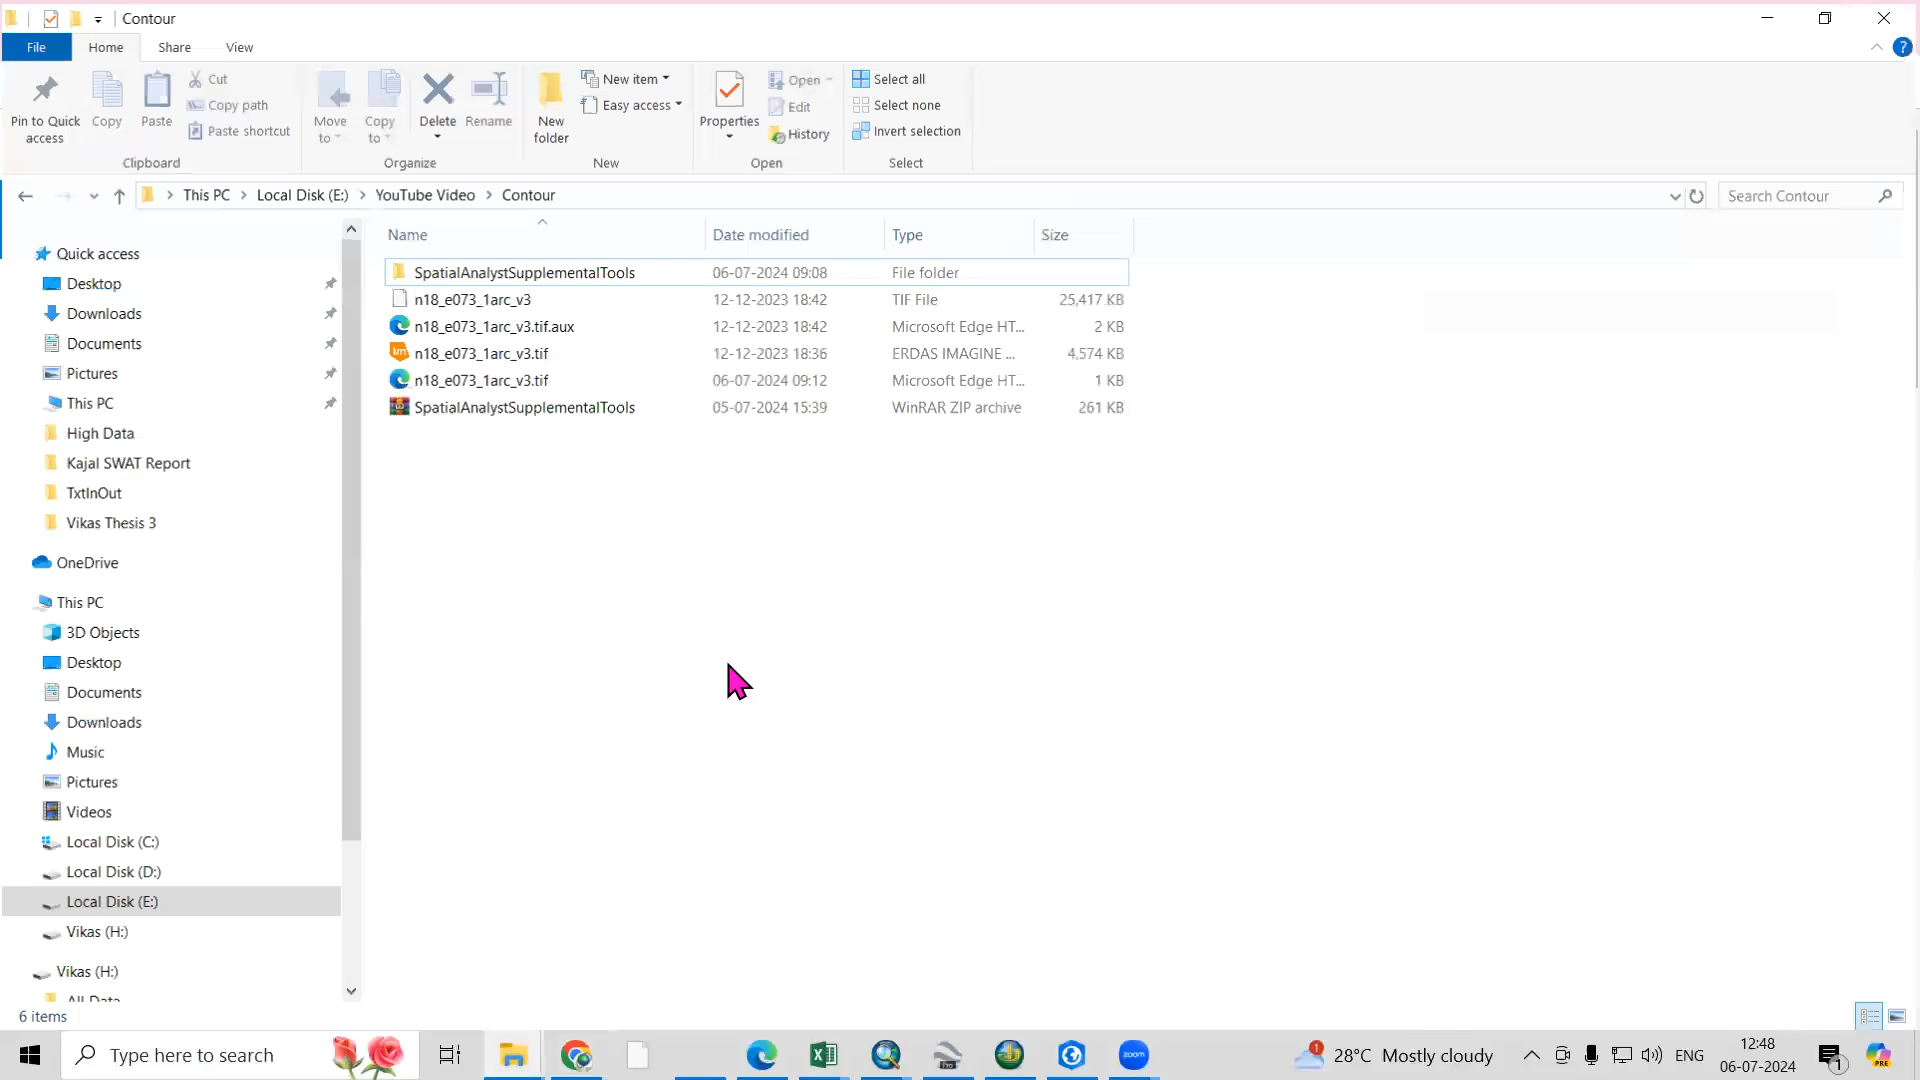 Contour
File Home Share View
Pin to Quick access
Copy
Paste
Cut
Copy path
Paste shortcut
Clipboard
Move to
Copy to
Delete
Rename
Organize
New folder
New item
Easy access
New
Properties
Open
Edit
History
Open
Select all
Select none
Invert selection
Select
This PC > Local Disk (E:) > YouTube Video > Contour
Search Contour
Name Date modified Type Size
SpatialAnalystSupplementalTools 06-07-2024 09:08 File folder
n18_e073_1arc_v3 12-12-2023 18:42 TIF File 25,417 KB
n18_e073_1arc_v3.tif.aux 12-12-2023 18:42 Microsoft Edge HT... 2 KB
n18_e073_1arc_v3.tif 12-12-2023 18:36 ERDAS IMAGINE ... 4,574 KB
n18_e073_1arc_v3.tif 06-07-2024 09:12 Microsoft Edge HT... 1 KB
SpatialAnalystSupplementalTools 05-07-2024 15:39 WinRAR ZIP archive 261 KB
Quick access
Desktop
Downloads
Documents
Pictures
This PC
High Data
Kajal SWAT Report
TxtInOut
Vikas Thesis 3
OneDrive
This PC
3D Objects
Desktop
Documents
Downloads
Music
Pictures
Videos
Local Disk (C:)
Local Disk (D:)
Local Disk (E:)
Vikas (H:)
Vikas (H:)
All Data
6 items
Type here to search
zoom
28°C Mostly cloudy
ENG
12:48
06-07-2024
1
PRE